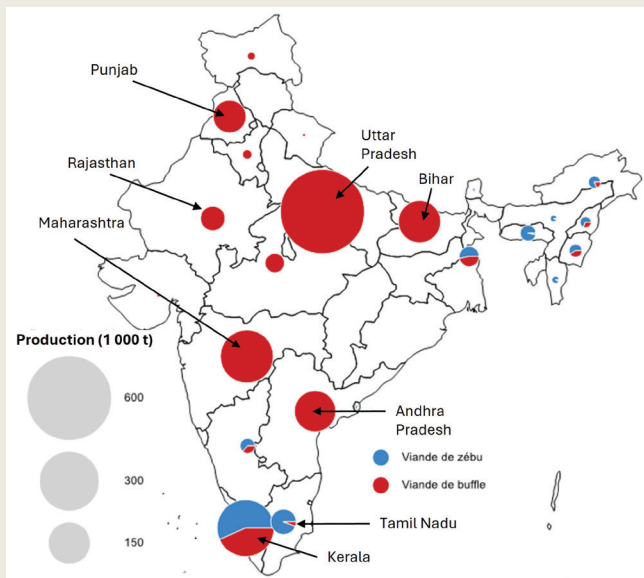 Punjab
Uttar
Pradesh
Rajasthan
Bihar
Maharashtra
Production (1 000 t)
600
300
150
Andhra
Pradesh
Viande de zébu
Viande de buffle
Tamil Nadu
Kerala